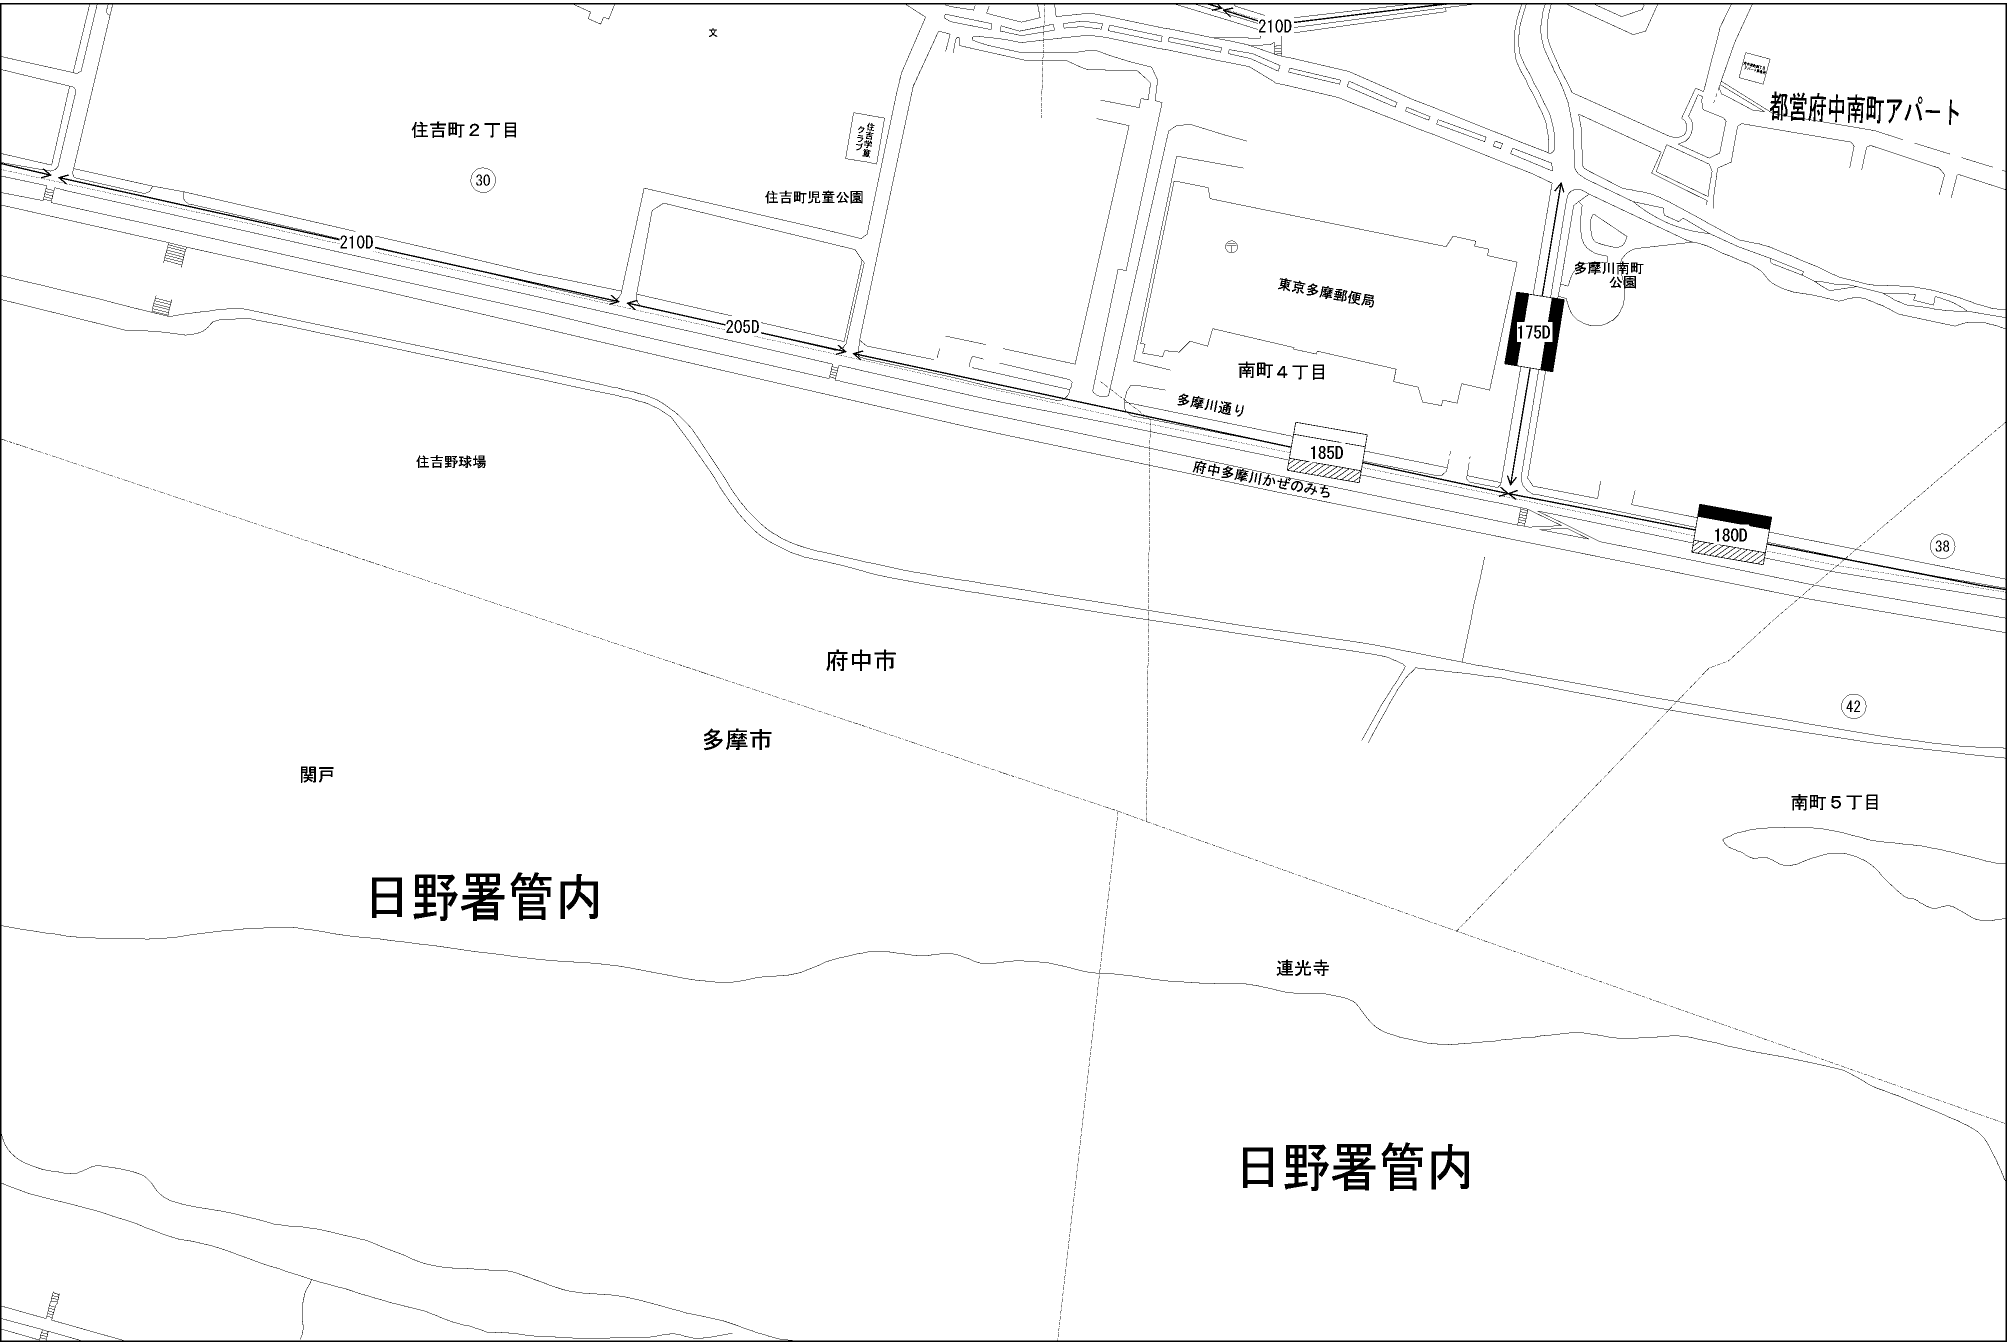 210D
文
都営府中南町アパート
住吉町２丁目
住吉学童
クラブ
30
住吉町児童公園
210D
多摩川南町
公園
東京多摩郵便局
205D
175D
南町４丁目
多摩川通り
185D
住吉野球場
府中多摩川かぜのみち
180D
38
府中市
42
多摩市
関戸
南町５丁目
日野署管内
連光寺
日野署管内